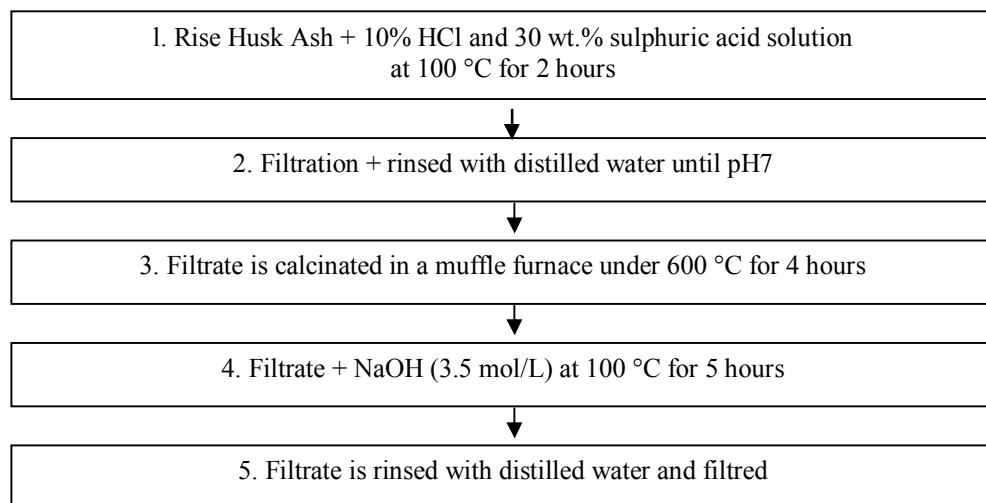 1. Rise Husk Ash + 10% HCl and 30 wt.% sulphuric acid solution
at 100 °C for 2 hours
2. Filtration + rinsed with distilled water until pH7
3. Filtrate is calcinated in a muffle furnace under 600 °C for 4 hours
4. Filtrate + NaOH (3.5 mol/L) at 100 °C for 5 hours
5. Filtrate is rinsed with distilled water and filtred